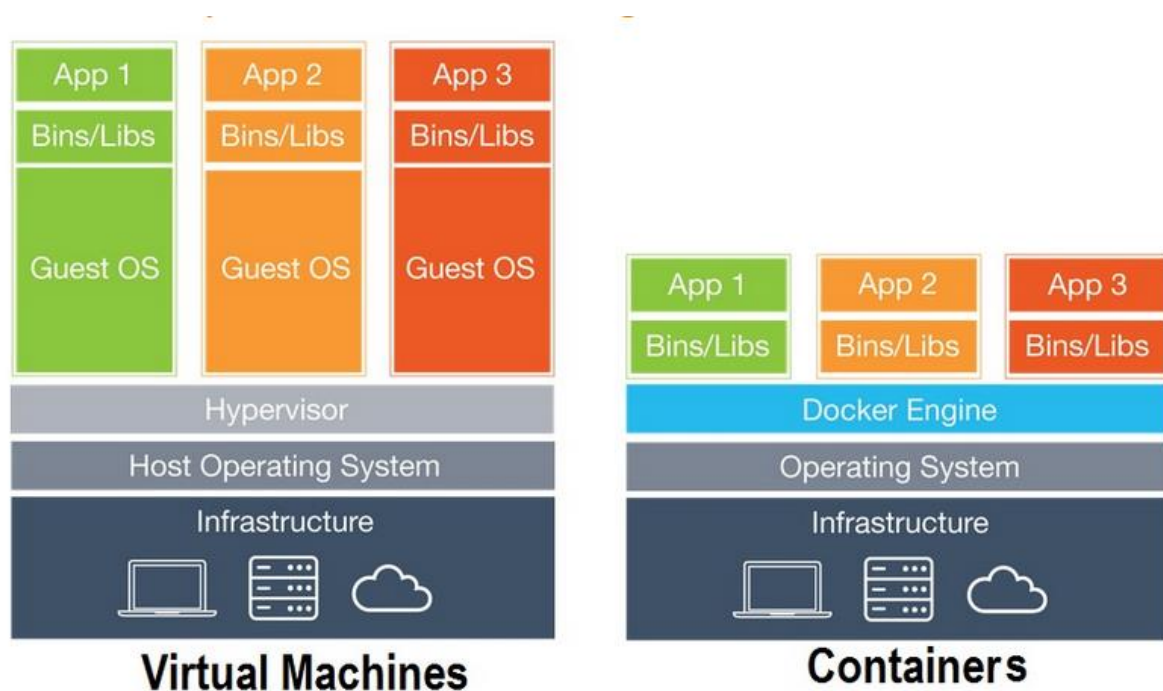 App 1
App 2
App 3
Bins/Libs
Bins/Libs
Bins/Libs
Guest OS
Guest OS
Guest OS
Hypervisor
Host Operating System
Infrastructure
Virtual Machines
App 1
App 2
App 3
Bins/Libs
Bins/Libs
Bins/Libs
Docker Engine
Operating System
Infrastructure
Containers